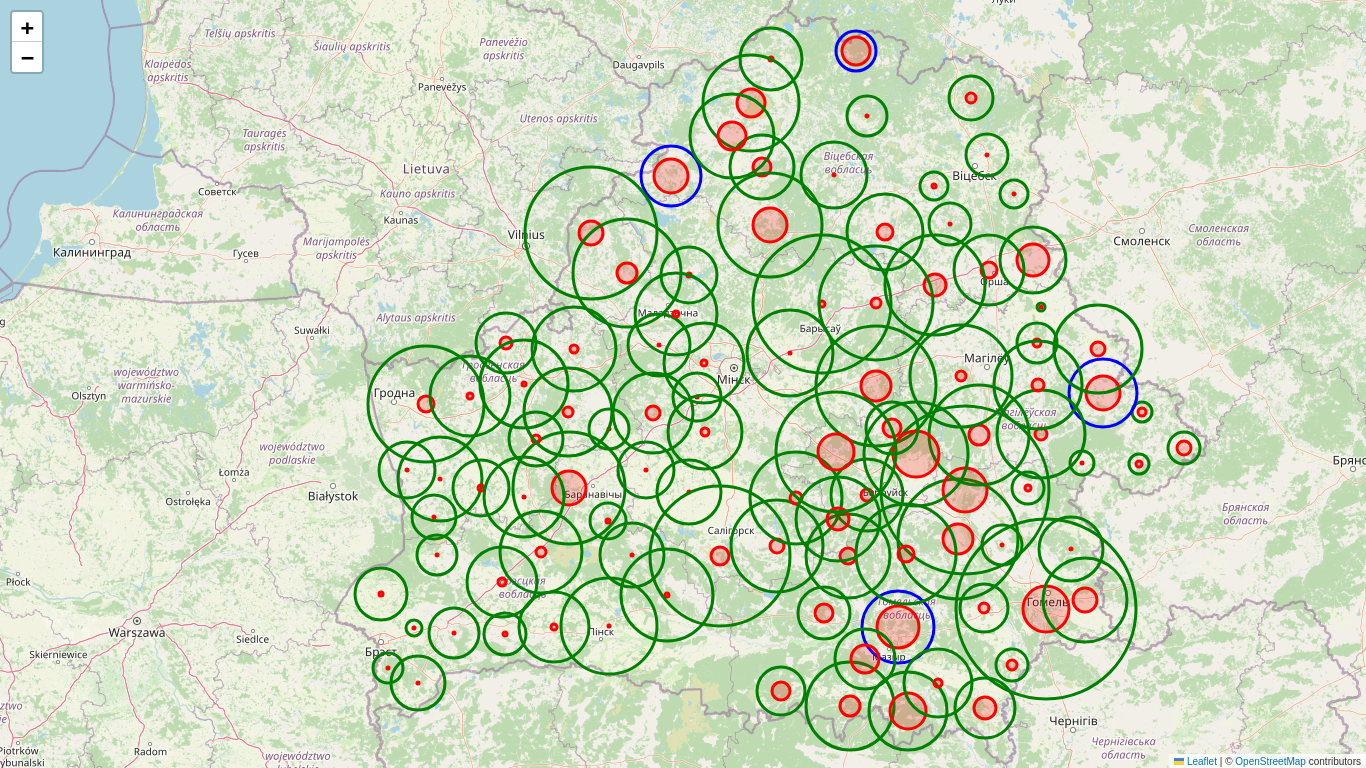 Луки
+
−
Telšių apskritis
Šiaulių apskritis
Panevėžio
apskritis
Klaipėdos
apskritis
Daugavpils
Panevėžys
Utenos apskritis
Tauragės
apskritis
Lietuva
Віцебская
вобласць
Віцебск
Советск
Kauno apskritis
Kaunas
Калининградская
область
Marijampolės
apskritis
Vilnius
Смоленск
Смоленская
область
Калининград
Гусев
Орша
Alytaus apskritis
Маладзечна
Барысаў
Suwałki
Магілёў
Гродзенская
вобласць
Мінск
województwo
warmińsko-
mazurskie
Olsztyn
Гродна
Магілёўская
вобласць
województwo
podlaskie
Łomża
Брянск
Białystok
Баранавічы
Бабруйск
Ostrołęka
Брянская
область
Салігорск
Płock
Брэсцкая
вобласць
Гомель
Гомельская
вобласць
Warszawa
Siedlce
Пінск
Skierniewice
Брэст
Мазыр
Чернігів
Piotrków
Trybunalski
Radom
województwo
Чернігівська
область
Leaflet | © OpenStreetMap contributors